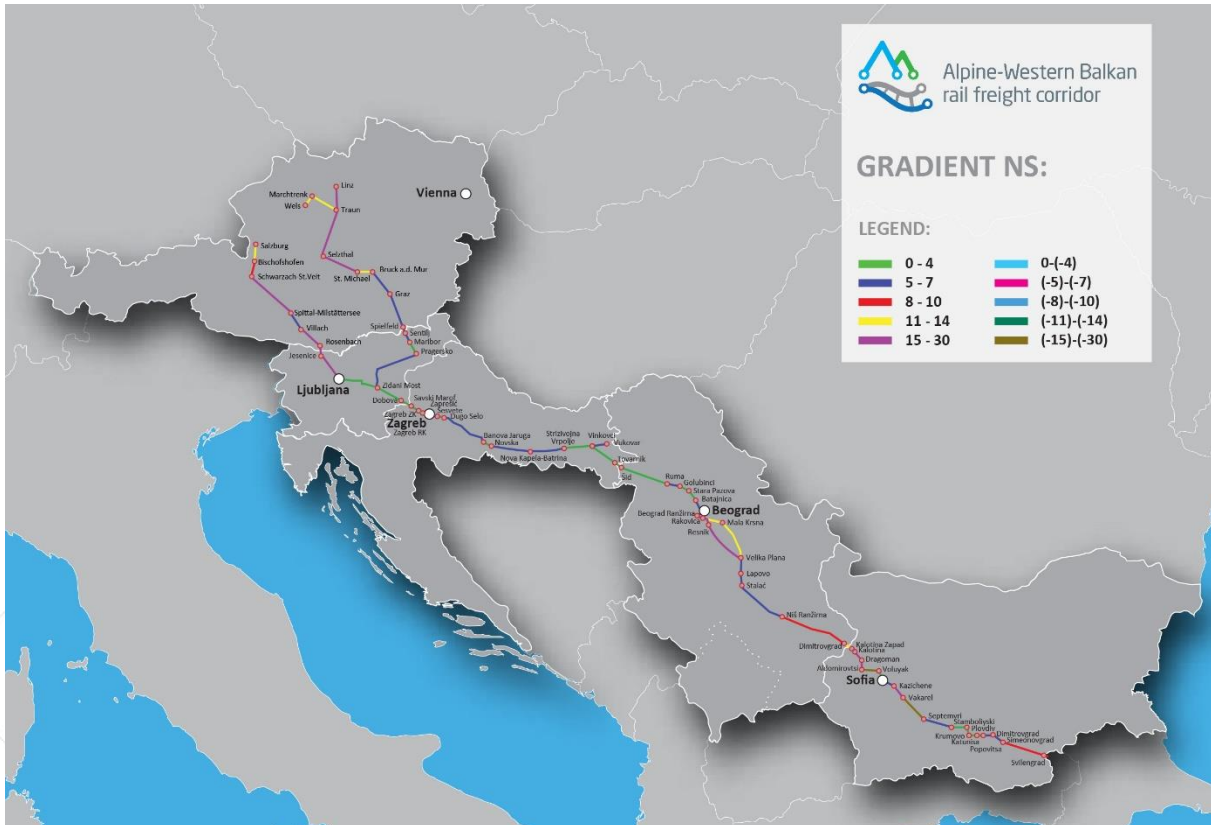 Alpine-Western Balkan
rail freight corridor
GRADIENT NS:
LEGEND:
0 - 4
5 - 7
8 - 10
11 - 14
15 - 30
0-(-4)
(-5)-(-7)
(-8)-(-10)
(-11)-(-14)
(-15)-(-30)
Linz
Marchtrenk
Wels
Traun
Vienna
Salzburg
Selzthal
Bischofshofen
Bruck a.d. Mur
Schwarzach St.Veit
St. Michael
Graz
Spittal-Milstättersee
Villach
Spielfeld
Sentilj
Rosenbach
Maribor
Jesenice
Pragersko
Ljubljana
Zidani Most
Dobova
Savski Marof
Zaprešić
Zagreb ZK
Sesvete
Zagreb
Dugo Selo
Zagreb RK
Banova Jaruga
Novska
Strizivojna
Vrpolje
Vinkovci
Vukovar
Nova Kapela-Batrina
Tovarnik
Sid
Ruma
Golubinci
Stara Pazova
Batajnica
Beograd
Beograd Ranžirna
Rakovica
Mala Krsna
Resnik
Velika Plana
Lapovo
Stalać
Niš Ranžirna
Dimitrovgrad
Kalotina Zapad
Kalotina
Dragoman
Aldomirovtsi
Voluyak
Sofia
Kazichene
Vakarel
Septemvri
Stamboliyski
Plovdiv
Krumovo
Dimitrovgrad
Katunisa
Simeonovgrad
Popovitsa
Svilengrad